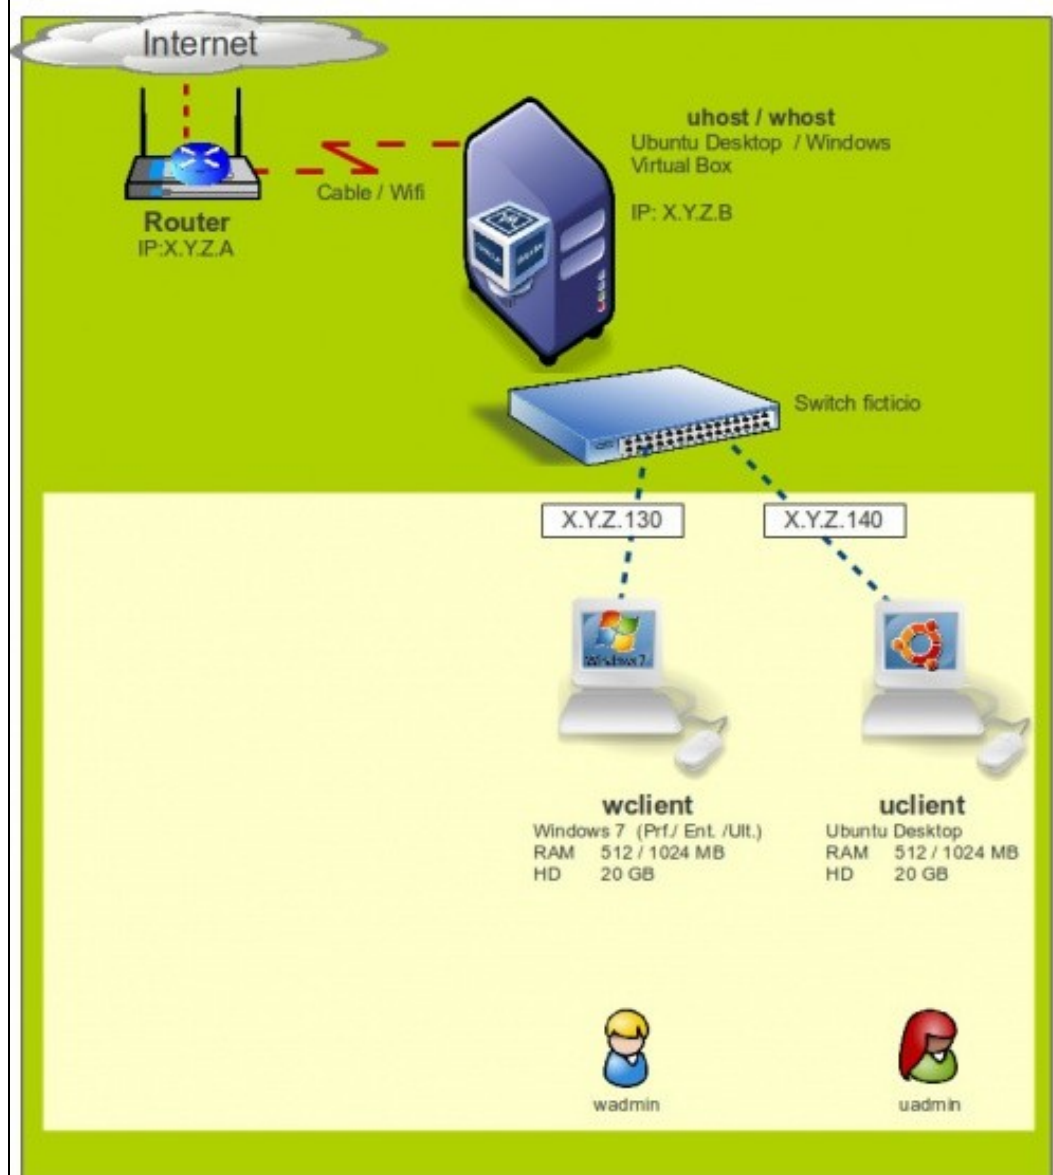 Internet
uhost / whost
Ubuntu Desktop / Windows
Virtual Box
IP: X.Y.Z.B
Cable / Wifi
Router
IP:X.Y.Z.A
Switch ficticio
X.Y.Z.130
X.Y.Z.140
Windows 7
wclient
Windows 7 (Prf./ Ent. /Ult.)
RAM 512 / 1024 MB
HD 20 GB
uclient
Ubuntu Desktop
RAM 512 / 1024 MB
HD 20 GB
wadmin
uadmin